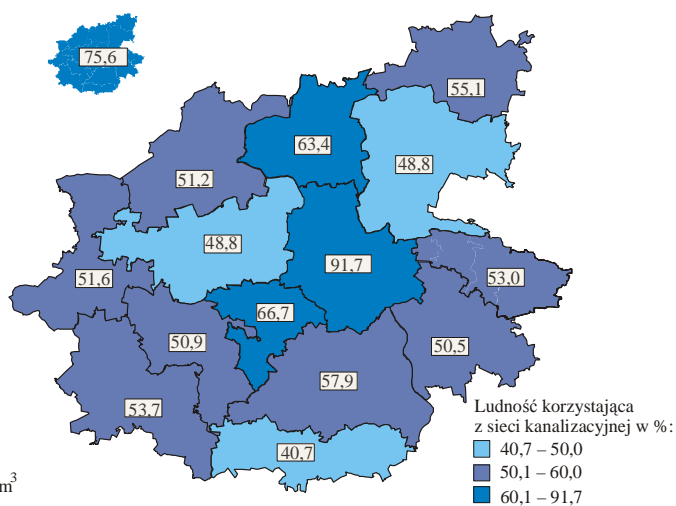 75,6
55,1
63,4
48,8
51,2
48,8
91,7
53,0
51,6
66,7
50,9
50,5
57,9
53,7
40,7
Ludność korzystająca
z sieci kanalizacyjnej w %:
40,7 – 50,0
50,1 – 60,0
60,1 – 91,7
m³